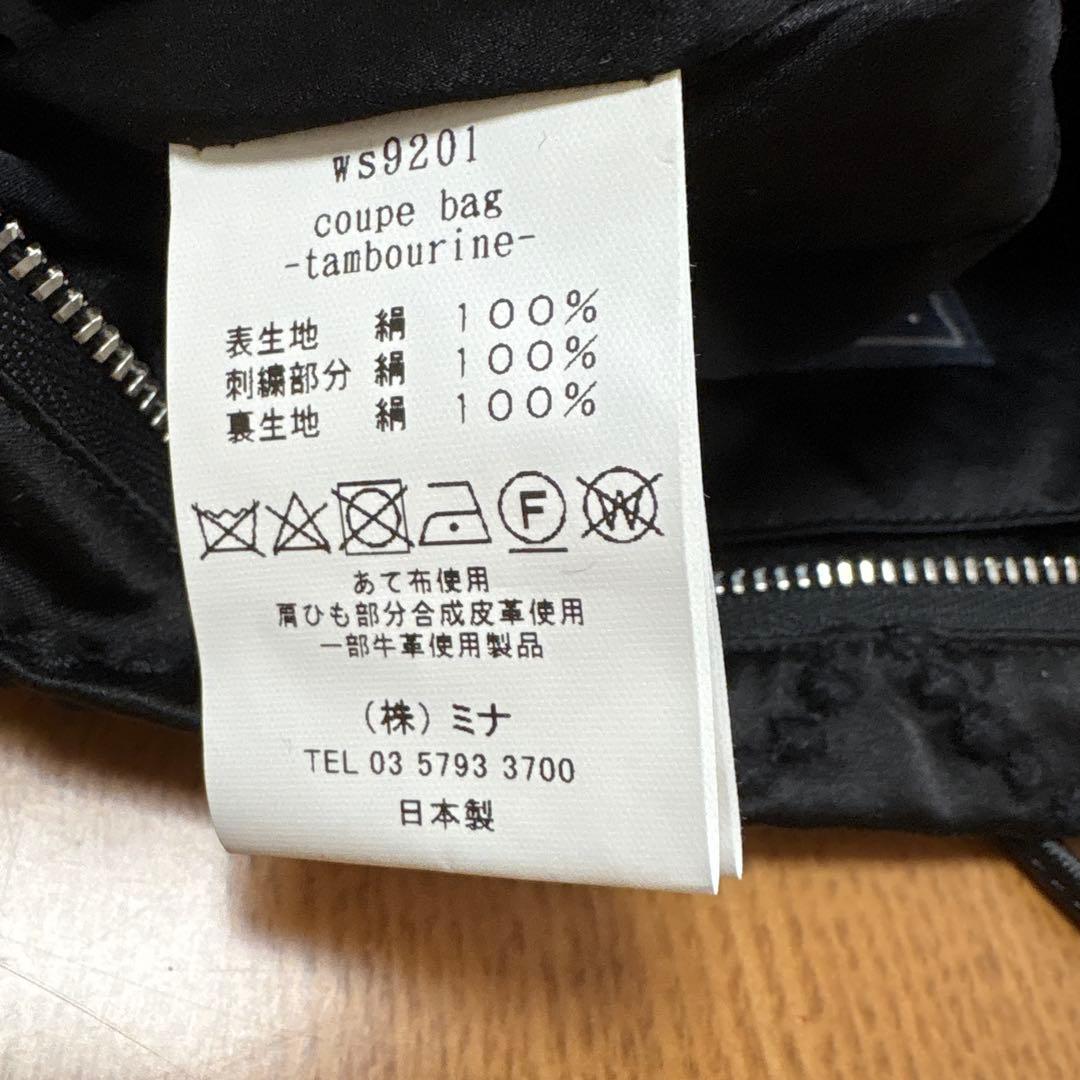 ws9201
coupe bag
-tambourine-
表生地 絹 100%
刺繍部分 絹 100%
裏生地 絹 100%
F W
あて布使用
肩ひも部分合成皮革使用
一部牛革使用製品
(株)ミナ
TEL 03 5793 3700
日本製